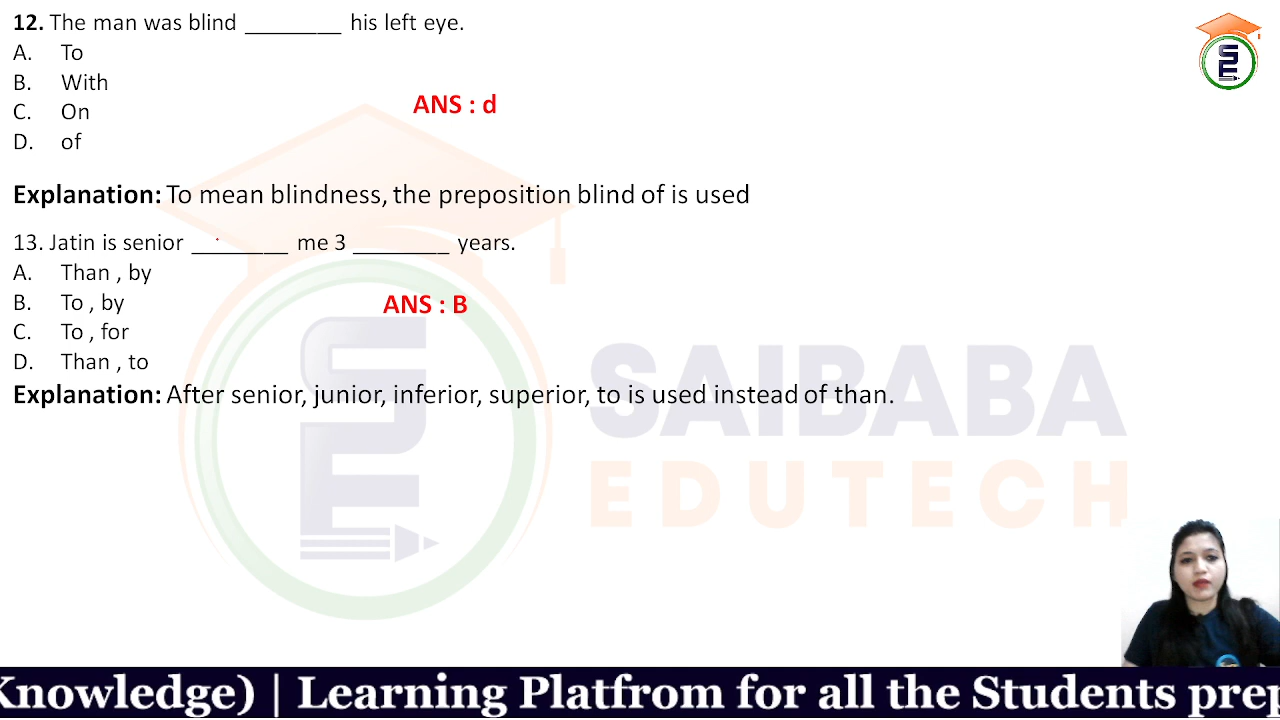 12. The man was blind ________ his left eye.
A. To
B. With
C. On
D. of
ANS : d
Explanation: To mean blindness, the preposition blind of is used
13. Jatin is senior ________ me 3 ________ years.
A. Than , by
B. To , by
C. To , for
D. Than , to
ANS : B
Explanation: After senior, junior, inferior, superior, to is used instead of than.
SAIBABA
EDUTECH
Knowledge) | Learning Platfrom for all the Students prep